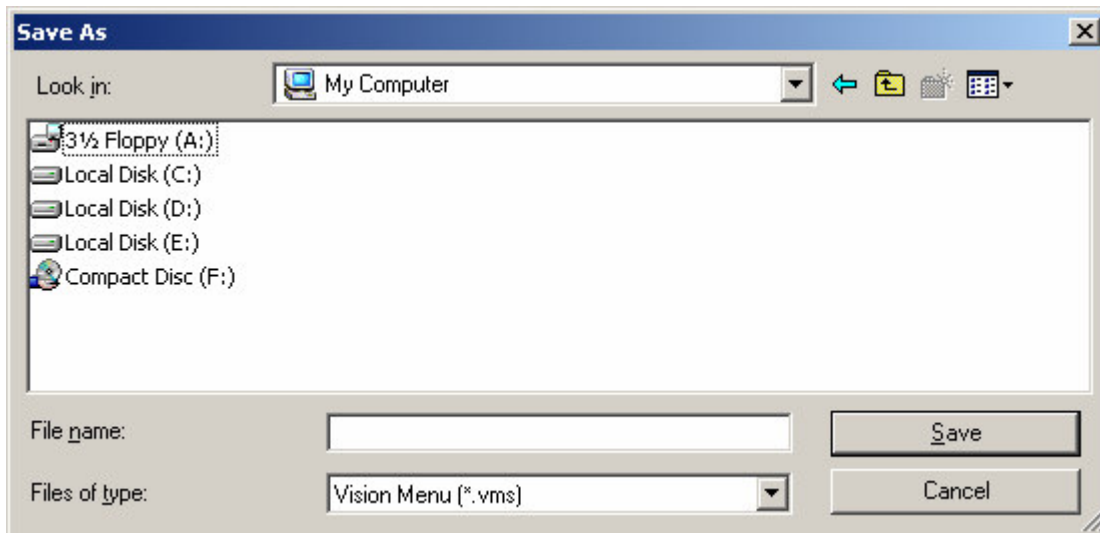 Save As
Look in: My Computer
3½ Floppy (A:)
Local Disk (C:)
Local Disk (D:)
Local Disk (E:)
Compact Disc (F:)
File name: Save
Files of type: Vision Menu (*.vms) Cancel